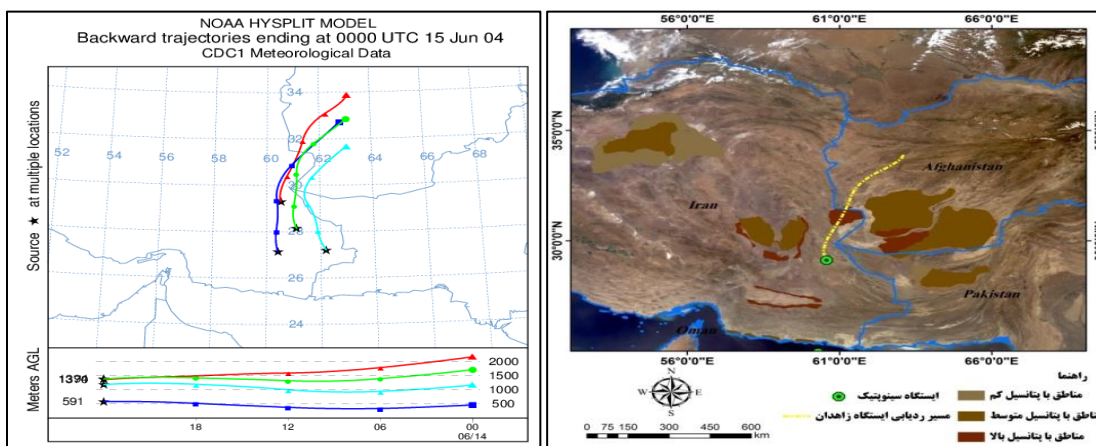 NOAA HYSPLIT MODEL
Backward trajectories ending at 0000 UTC 15 Jun 04
CDC1 Meteorological Data
Source ★ at multiple locations
34
32
52
54
56
58
60
62
64
66
68
30
28
26
24
Meters AGL
591
2000
1500
1000
500
18
12
06
00
06/14
56°0'0"E
61°0'0"E
66°0'0"E
35°0'0"N
30°0'0"N
Afghanistan
Iran
Pakistan
Oman
56°0'0"E
61°0'0"E
66°0'0"E
N
W
E
S
0 75 150 300 450 600
km
راهنما
ایستگاه سینوپتیک
مسیر ردیابی ایستگاه زاهدان
مناطق با پتانسیل کم
مناطق با پتانسیل متوسط
مناطق با پتانسیل بالا